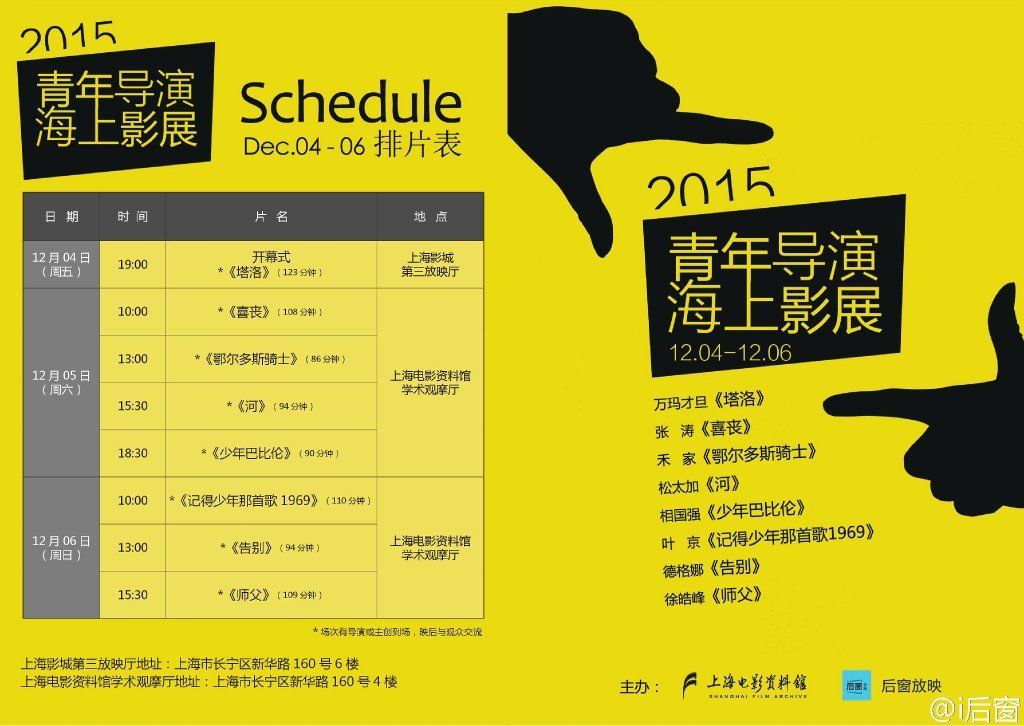 2015
青年导演
海上影展
Schedule
Dec.04 - 06 排片表
日 期 时 间 片 名 地 点
12 月 04 日
（周五）
19:00
开幕式
*《塔洛》（123 分钟）
上海影城
第三放映厅
12 月 05 日
（周六）
10:00 *《喜丧》（108 分钟）
13:00 *《鄂尔多斯骑士》（86 分钟）
15:30 *《河》（94 分钟）
18:30 *《少年巴比伦》（90 分钟）
上海电影资料馆
学术观摩厅
12 月 06 日
（周日）
10:00 *《记得少年那首歌 1969》（110 分钟）
13:00 *《告别》（94 分钟）
15:30 *《师父》（109 分钟）
上海电影资料馆
学术观摩厅
* 场次有导演或主创到场，映后与观众交流
上海影城第三放映厅地址：上海市长宁区新华路 160 号 6 楼
上海电影资料馆学术观摩厅地址：上海市长宁区新华路 160 号 4 楼
2015
青年导演
海上影展
12.04-12.06
万玛才旦《塔洛》
张 涛《喜丧》
禾 家《鄂尔多斯骑士》
松太加《河》
相国强《少年巴比伦》
叶 京《记得少年那首歌1969》
德格娜《告别》
徐皓峰《师父》
主办：
上海电影资料馆
SHANGHAI FILM ARCHIVE
后窗
后窗放映
@i后窗